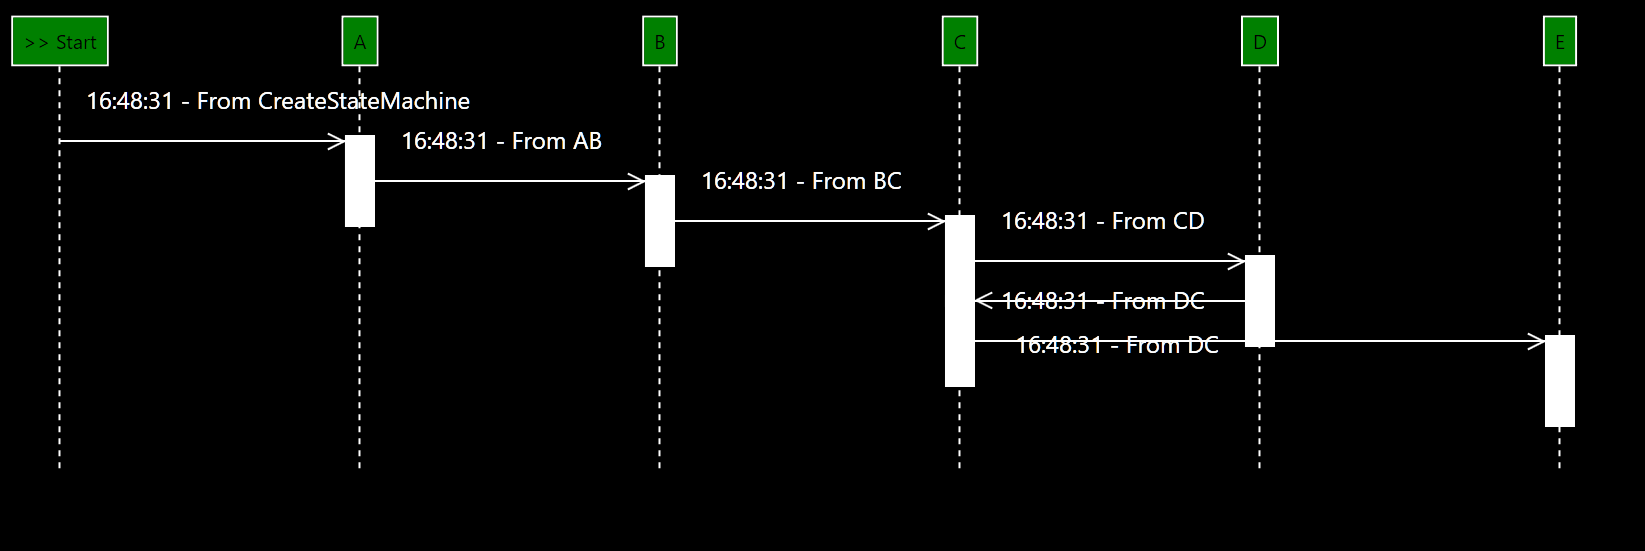 >> Start
A
B
C
D
E
16:48:31 - From CreateStateMachine
16:48:31 - From AB
16:48:31 - From BC
16:48:31 - From CD
16:48:31 - From DC
16:48:31 - From DC